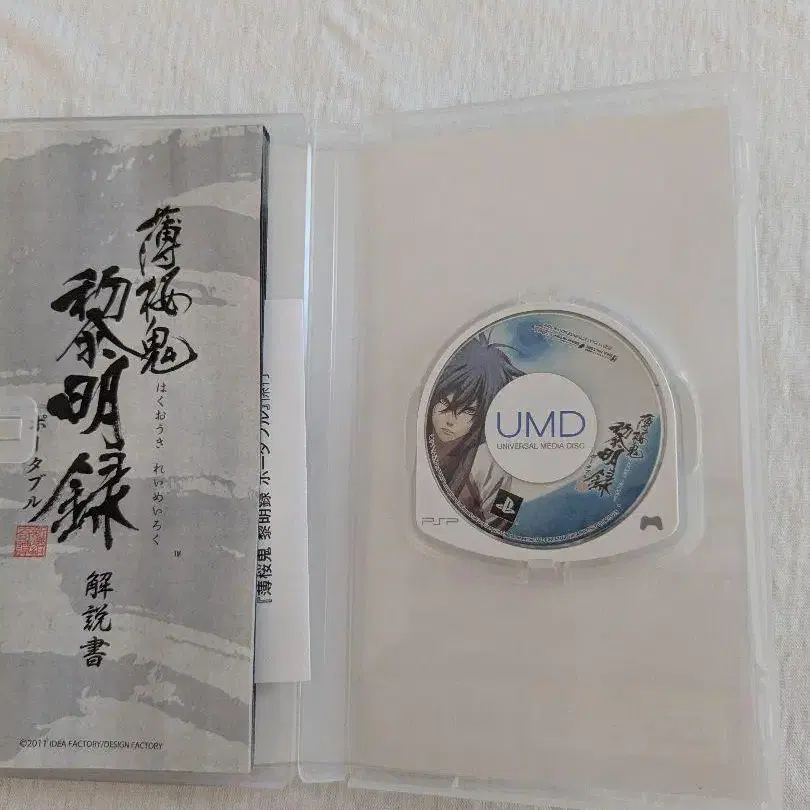 薄桜鬼
黎明録
ポータブル
はくおうき れいめいろく
TM
解説書
©2011 IDEA FACTORY/DESIGN FACTORY
『薄桜鬼 黎明録 ポータブル』
UMD
UNIVERSAL MEDIA DISC
薄桜鬼
黎明録
PSP